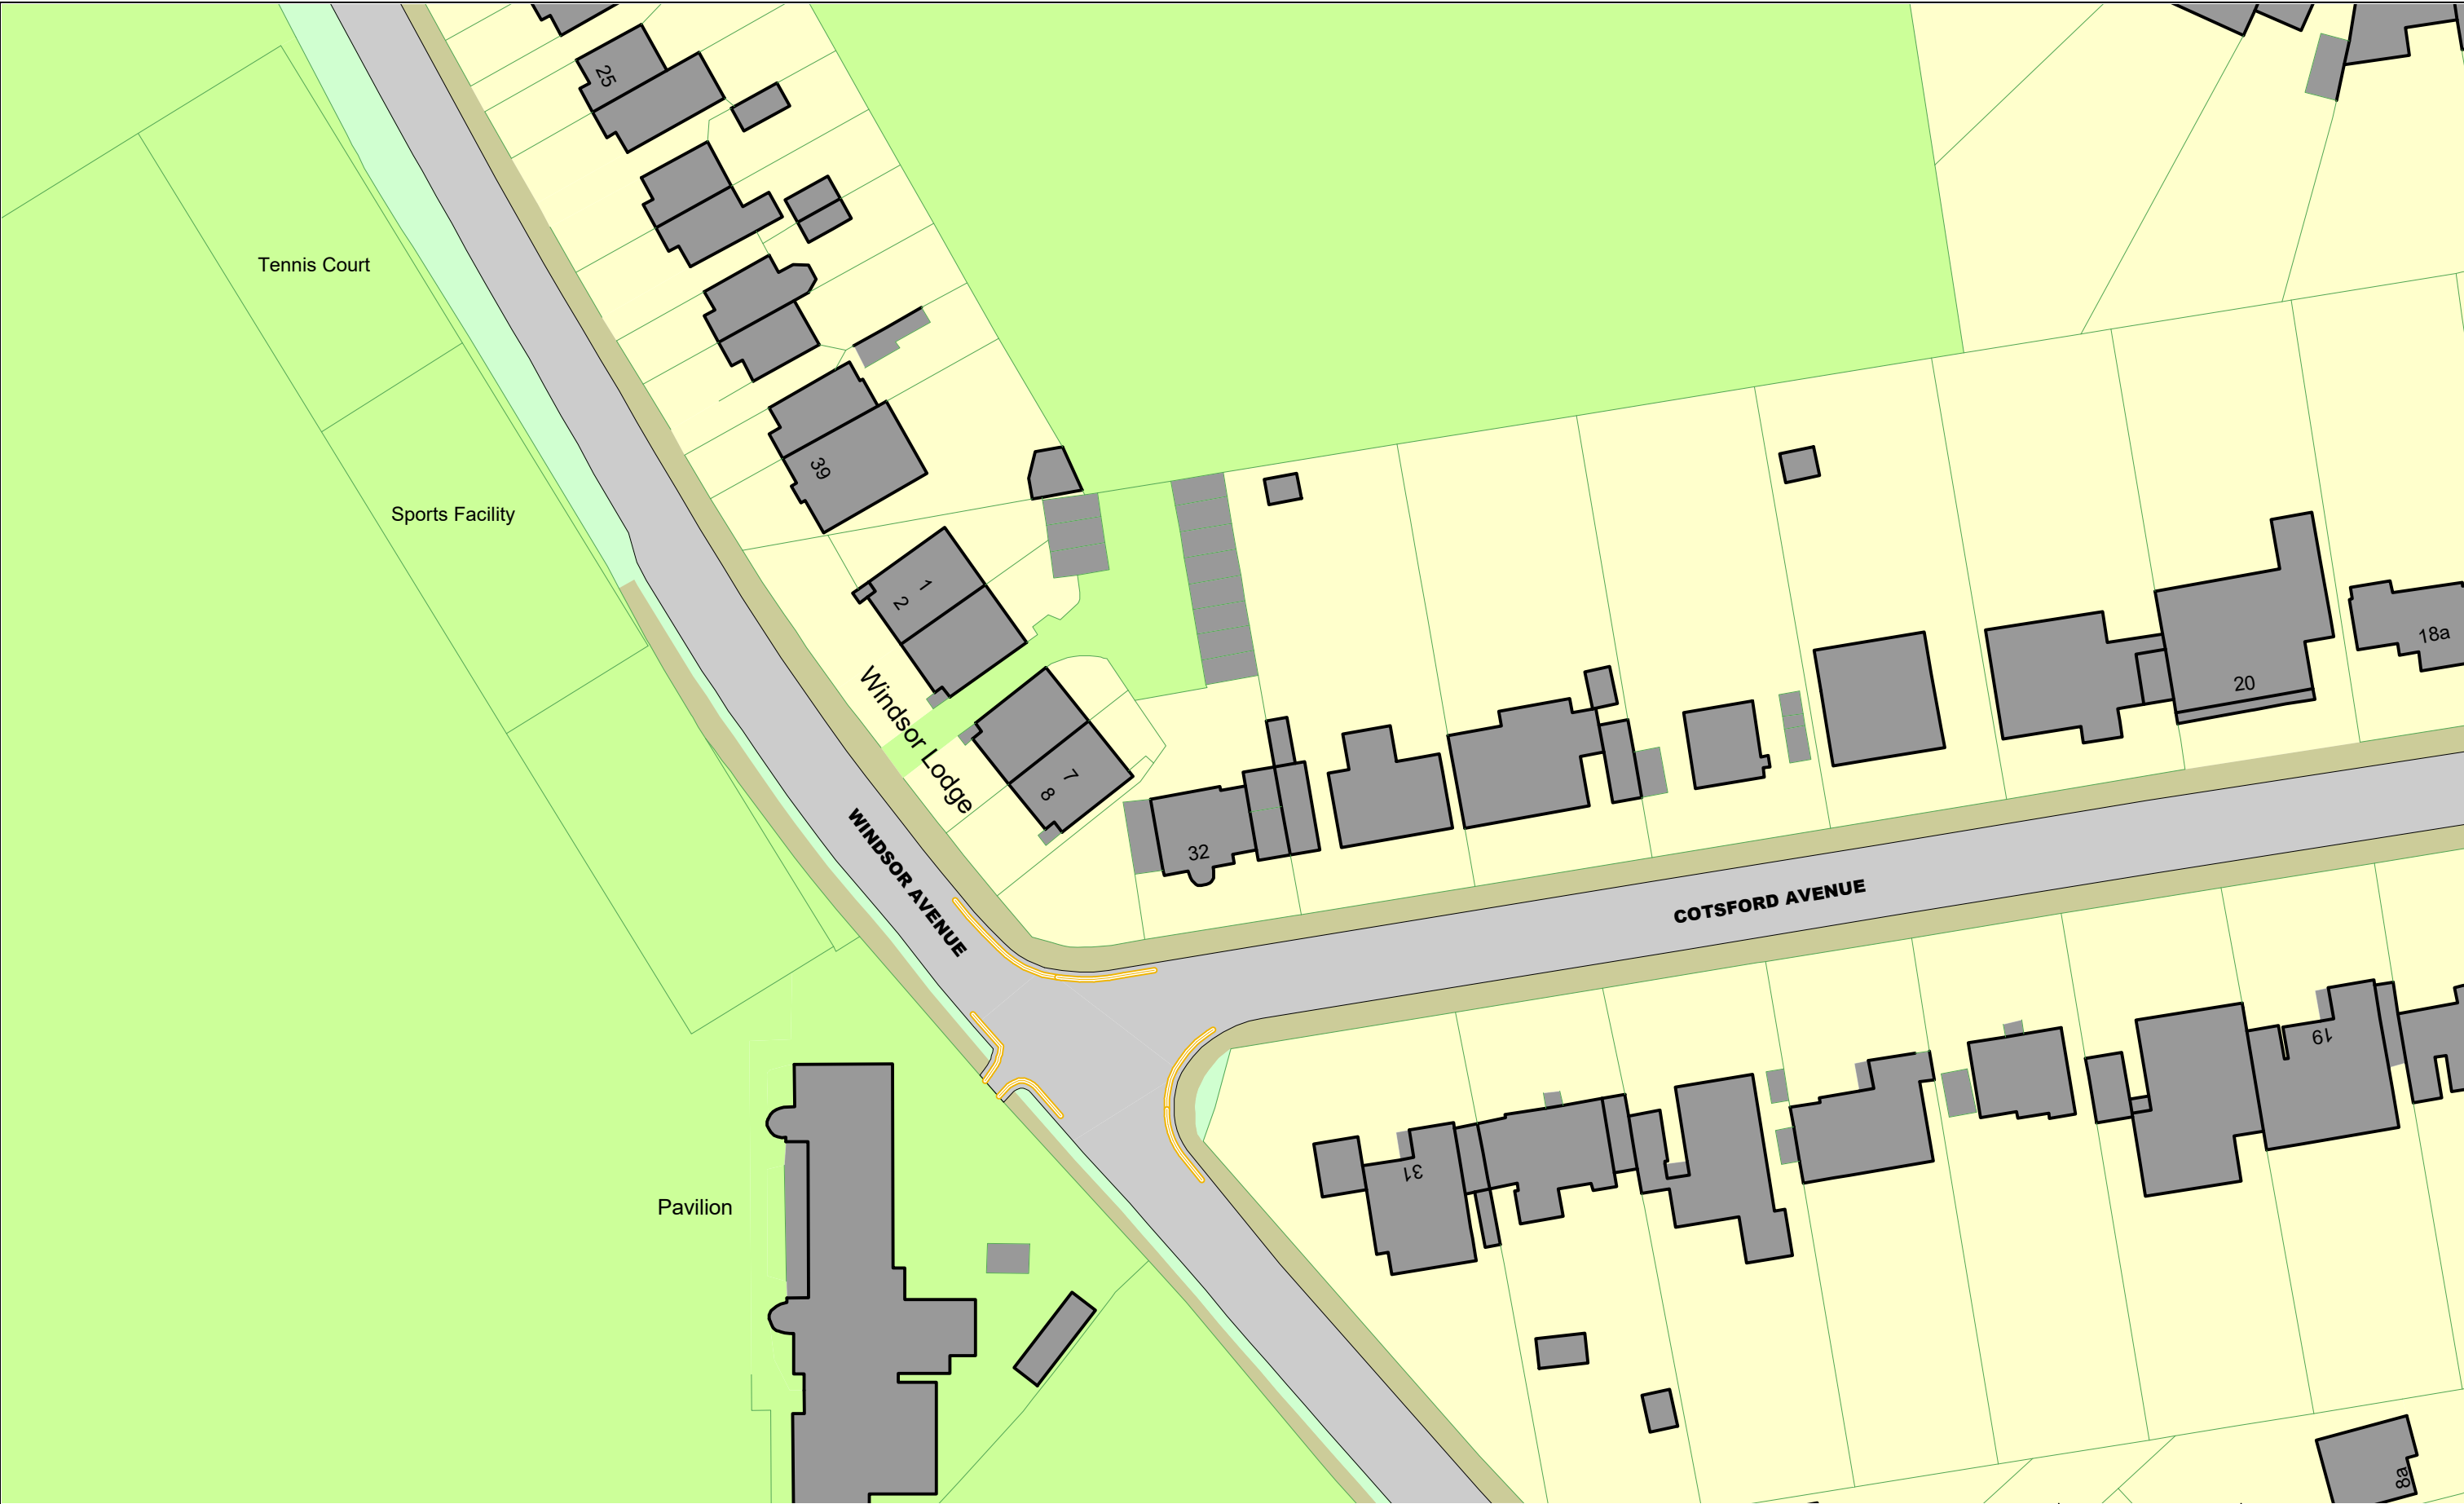 25
Tennis Court
Sports Facility
39
1
2
Windsor Lodge
7
8
WINDSOR AVENUE
32
COTSFORD AVENUE
20
18a
31
19
Pavilion
8a